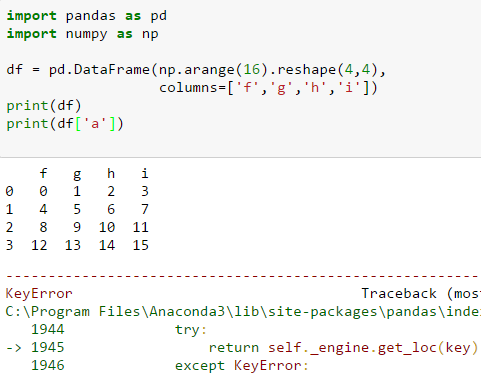 import pandas as pd
import numpy as np
df = pd.DataFrame(np.arange(16).reshape(4,4),
columns=['f','g','h','i'])
print(df)
print(df['a'])
f g h i
0 0 1 2 3
1 4 5 6 7
2 8 9 10 11
3 12 13 14 15
---------------------------------------------------------------------------
KeyError Traceback (mos
C:\Program Files\Anaconda3\lib\site-packages\pandas\inde
1944 try:
-> 1945 return self._engine.get_loc(key)
1946 except KeyError: